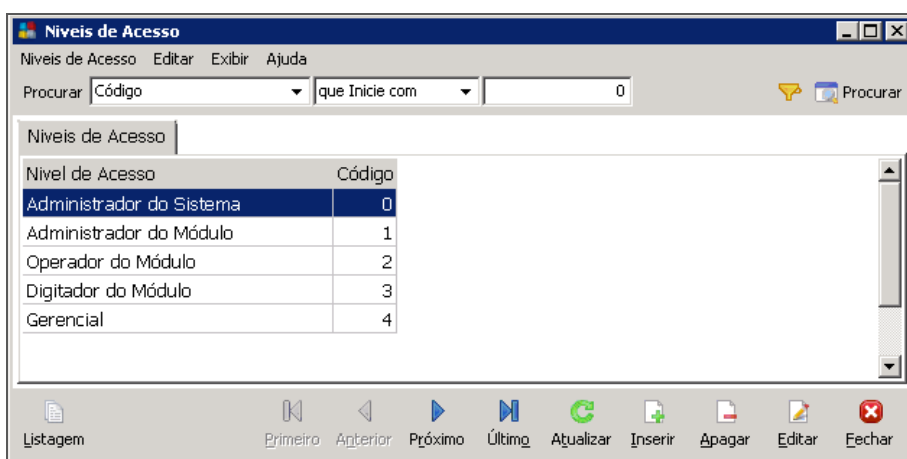 Niveis de Acesso
Niveis de Acesso Editar Exibir Ajuda
Procurar Código que Inicie com 0 Procurar
Niveis de Acesso
Nivel de Acesso Código
Administrador do Sistema 0
Administrador do Módulo 1
Operador do Módulo 2
Digitador do Módulo 3
Gerencial 4
Listagem Primeiro Anterior Próximo Último Atualizar Inserir Apagar Editar Fechar